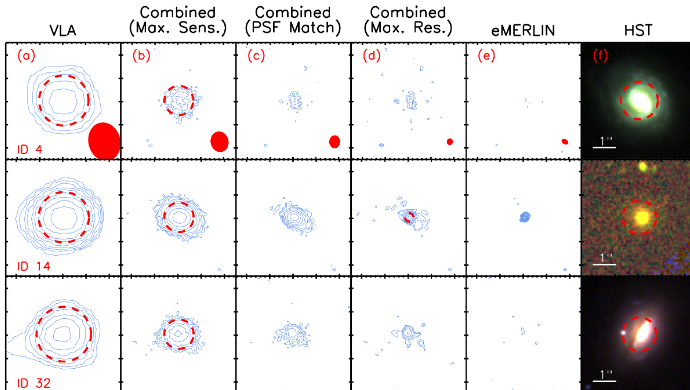 VLA
Combined
(Max. Sens.)
Combined
(PSF Match)
Combined
(Max. Res.)
eMERLIN
HST
(a)
(b)
(c)
(d)
(e)
(f)
ID 4
1"
ID 14
1"
ID 32
1"